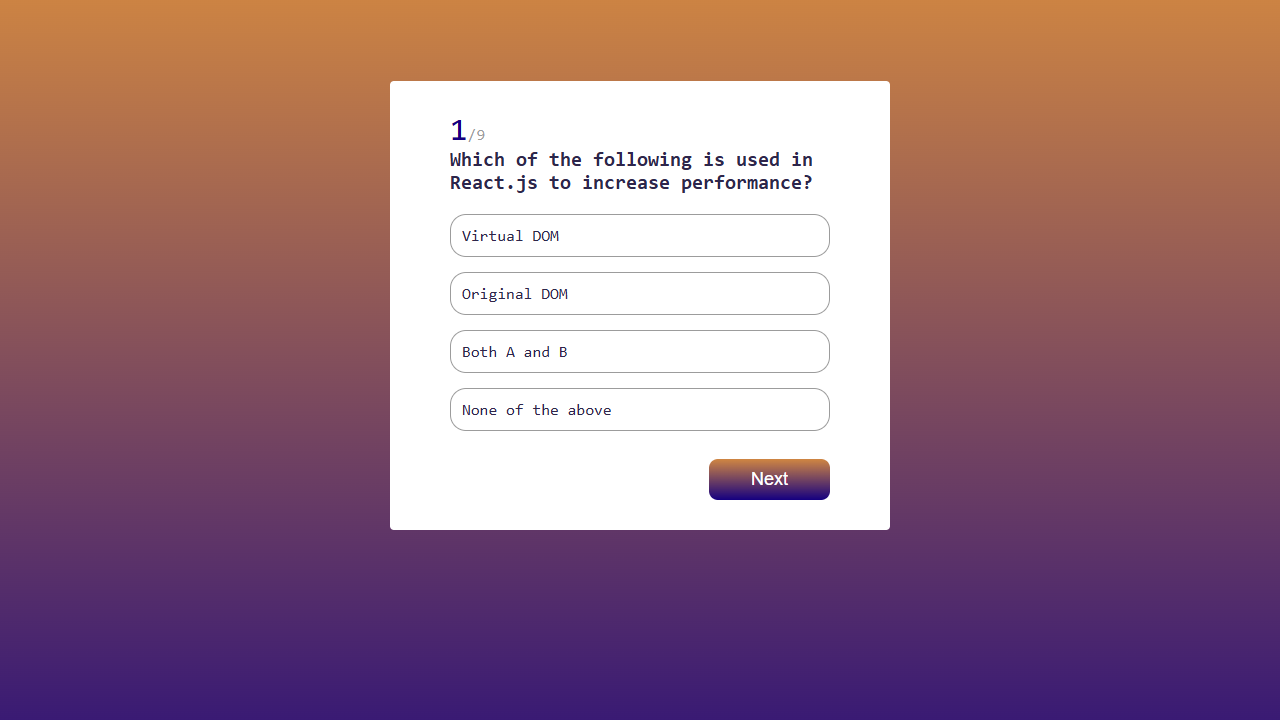 1/9
Which of the following is used in
React.js to increase performance?
Virtual DOM
Original DOM
Both A and B
None of the above
Next